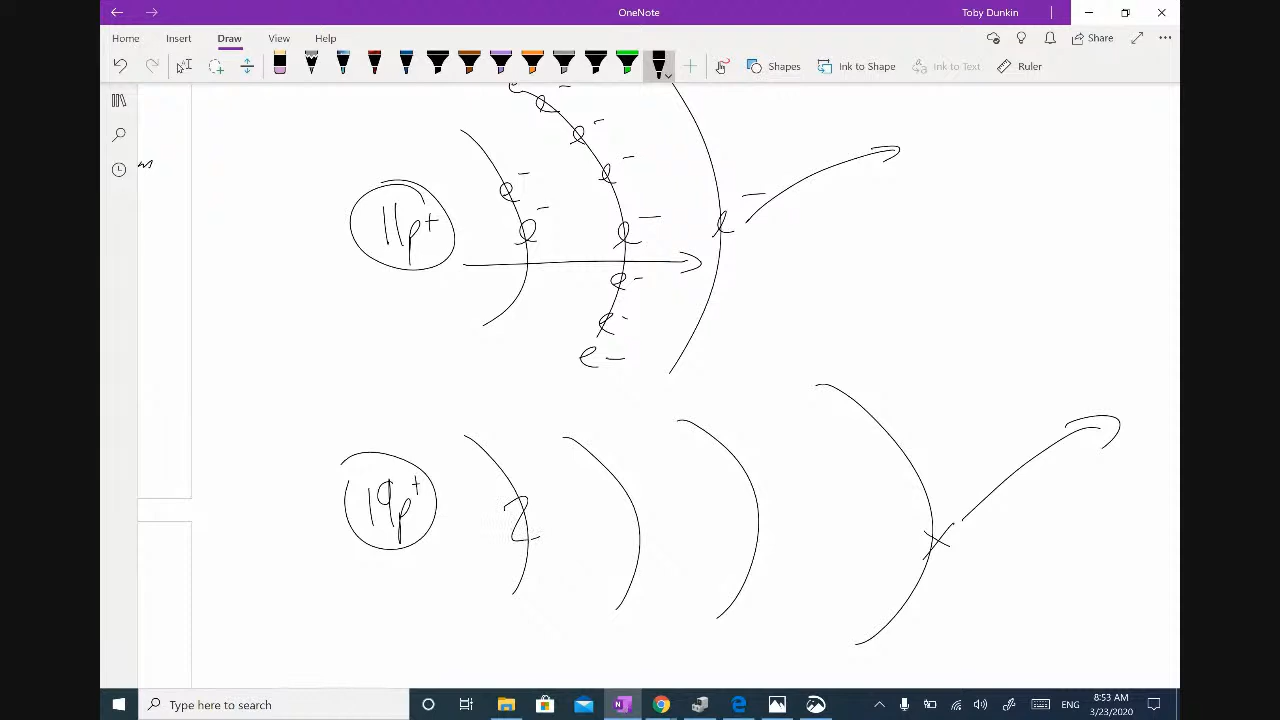 OneNote
Toby Dunkin
Home Insert Draw View Help
Share
Shapes Ink to Shape Ink to Text Ruler
m
e- e- e- e- e-
e- e-
e- e- e-
11p+
e-
19p+
2
x
Type here to search
ENG
8:53 AM
3/23/2020